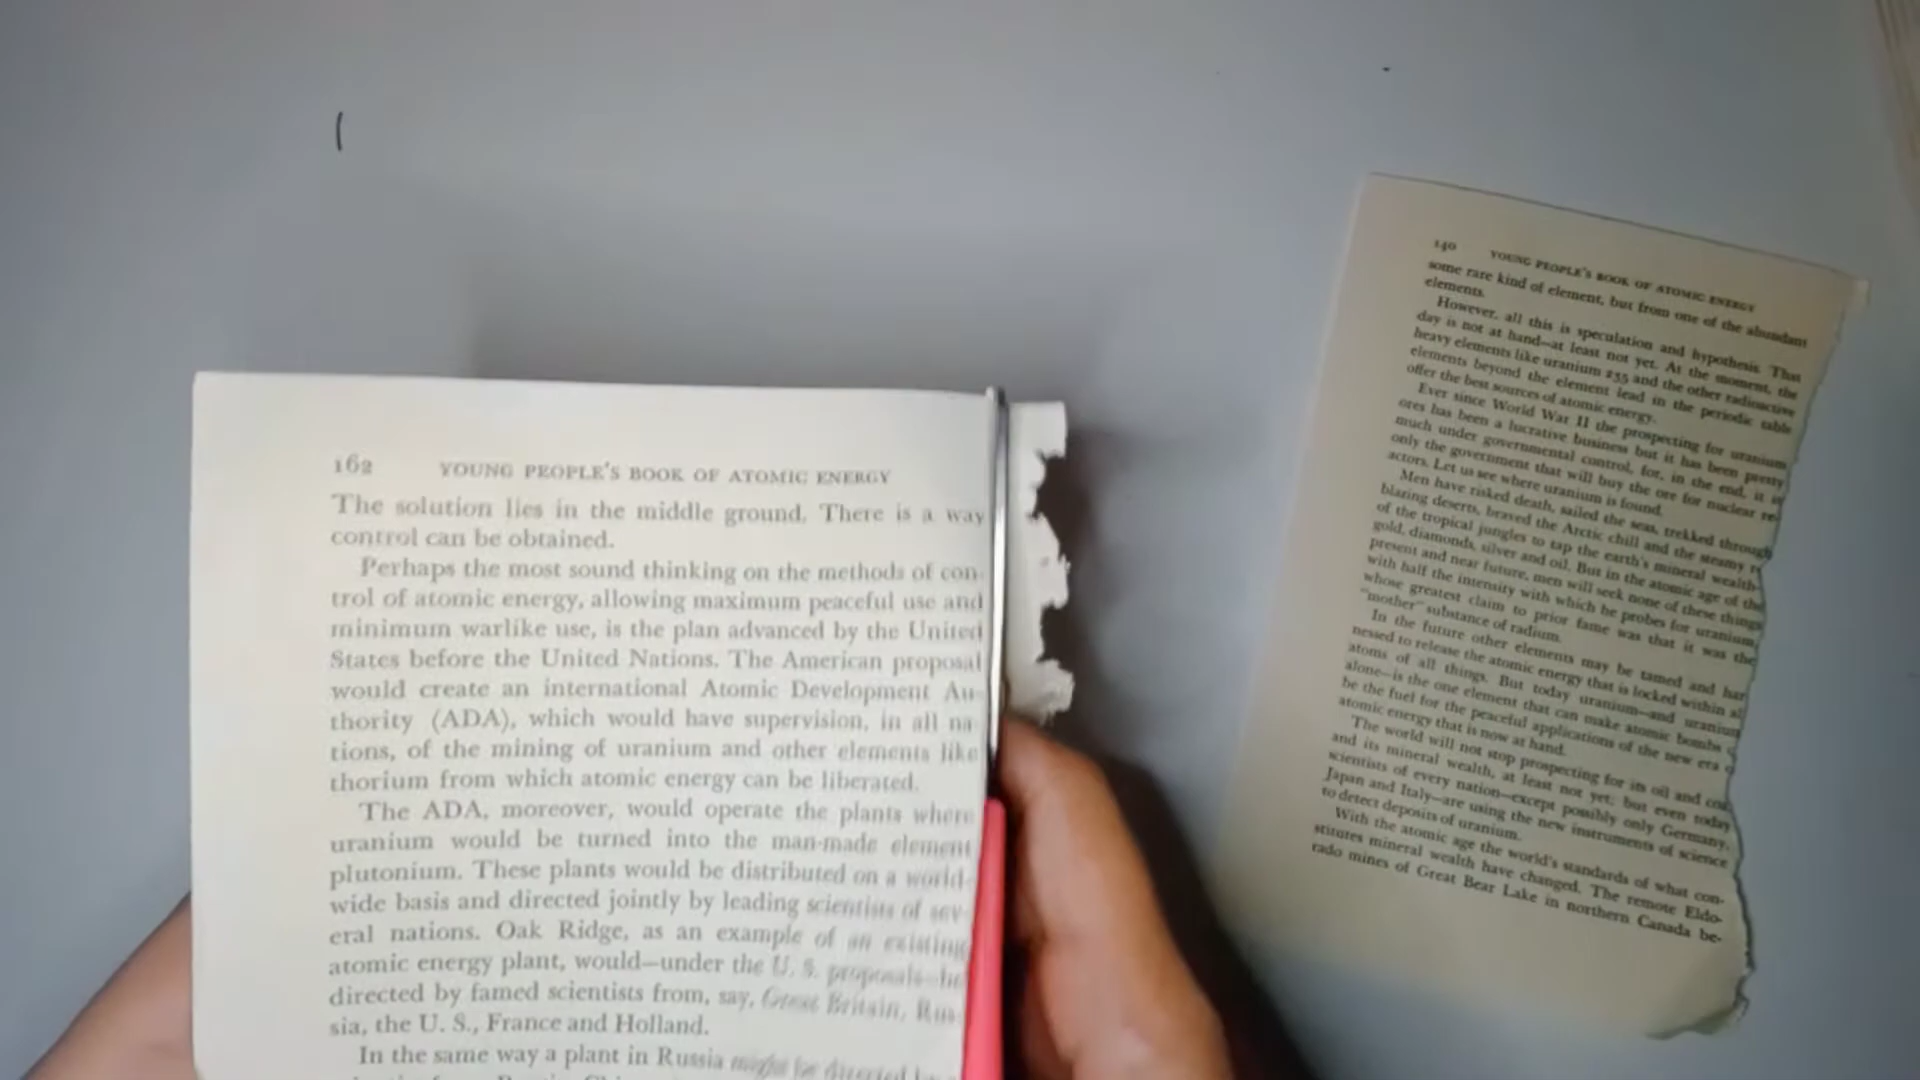 162 YOUNG PEOPLE'S BOOK OF ATOMIC ENERGY
The solution lies in the middle ground. There is a way
control can be obtained.
Perhaps the most sound thinking on the methods of con-
trol of atomic energy, allowing maximum peaceful use and
minimum warlike use, is the plan advanced by the United
States before the United Nations. The American proposal
would create an international Atomic Development Au-
thority (ADA), which would have supervision, in all na-
tions, of the mining of uranium and other elements like
thorium from which atomic energy can be liberated.
The ADA, moreover, would operate the plants where
uranium would be turned into the man-made element
plutonium. These plants would be distributed on a world-
wide basis and directed jointly by leading scientists of sev-
eral nations. Oak Ridge, as an example of an existing
atomic energy plant, would—under the U. S. proposals—be
directed by famed scientists from, say, Great Britain, Rus-
sia, the U. S., France and Holland.
In the same way a plant in Russia might be directed
140 YOUNG PEOPLE'S BOOK OF ATOMIC ENERGY
some rare kind of element, but from one of the abundant
elements.
However, all this is speculation and hypothesis. That
day is not at hand—at least not yet. At the moment, the
heavy elements like uranium 235 and the other radioactive
elements beyond the element lead in the periodic table
offer the best sources of atomic energy.
Ever since World War II the prospecting for uranium
ores has been a lucrative business but it has been pretty
much under governmental control, for, in the end, it is
only the government that will buy the ore for nuclear re-
actors. Let us see where uranium is found.
Men have risked death, sailed the seas, trekked through
blazing deserts, braved the Arctic chill and the steamy
of the tropical jungles to tap the earth's mineral wealth
gold, diamonds, silver and oil. But in the atomic age of the
present and near future, men will seek none of these things
with half the intensity with which he probes for uranium
whose greatest claim to prior fame was that it was the
"mother" substance of radium.
In the future other elements may be tamed and har
nessed to release the atomic energy that is locked within al
atoms of all things. But today uranium—and uranium
alone—is the one element that can make atomic bombs
be the fuel for the peaceful applications of the new era
atomic energy that is now at hand.
The world will not stop prospecting for its oil and coa
and its mineral wealth, at least not yet; but even today
scientists of every nation—except possibly only Germany,
Japan and Italy—are using the new instruments of science
to detect deposits of uranium.
With the atomic age the world's standards of what con-
stitutes mineral wealth have changed. The remote Eldo-
rado mines of Great Bear Lake in northern Canada be-